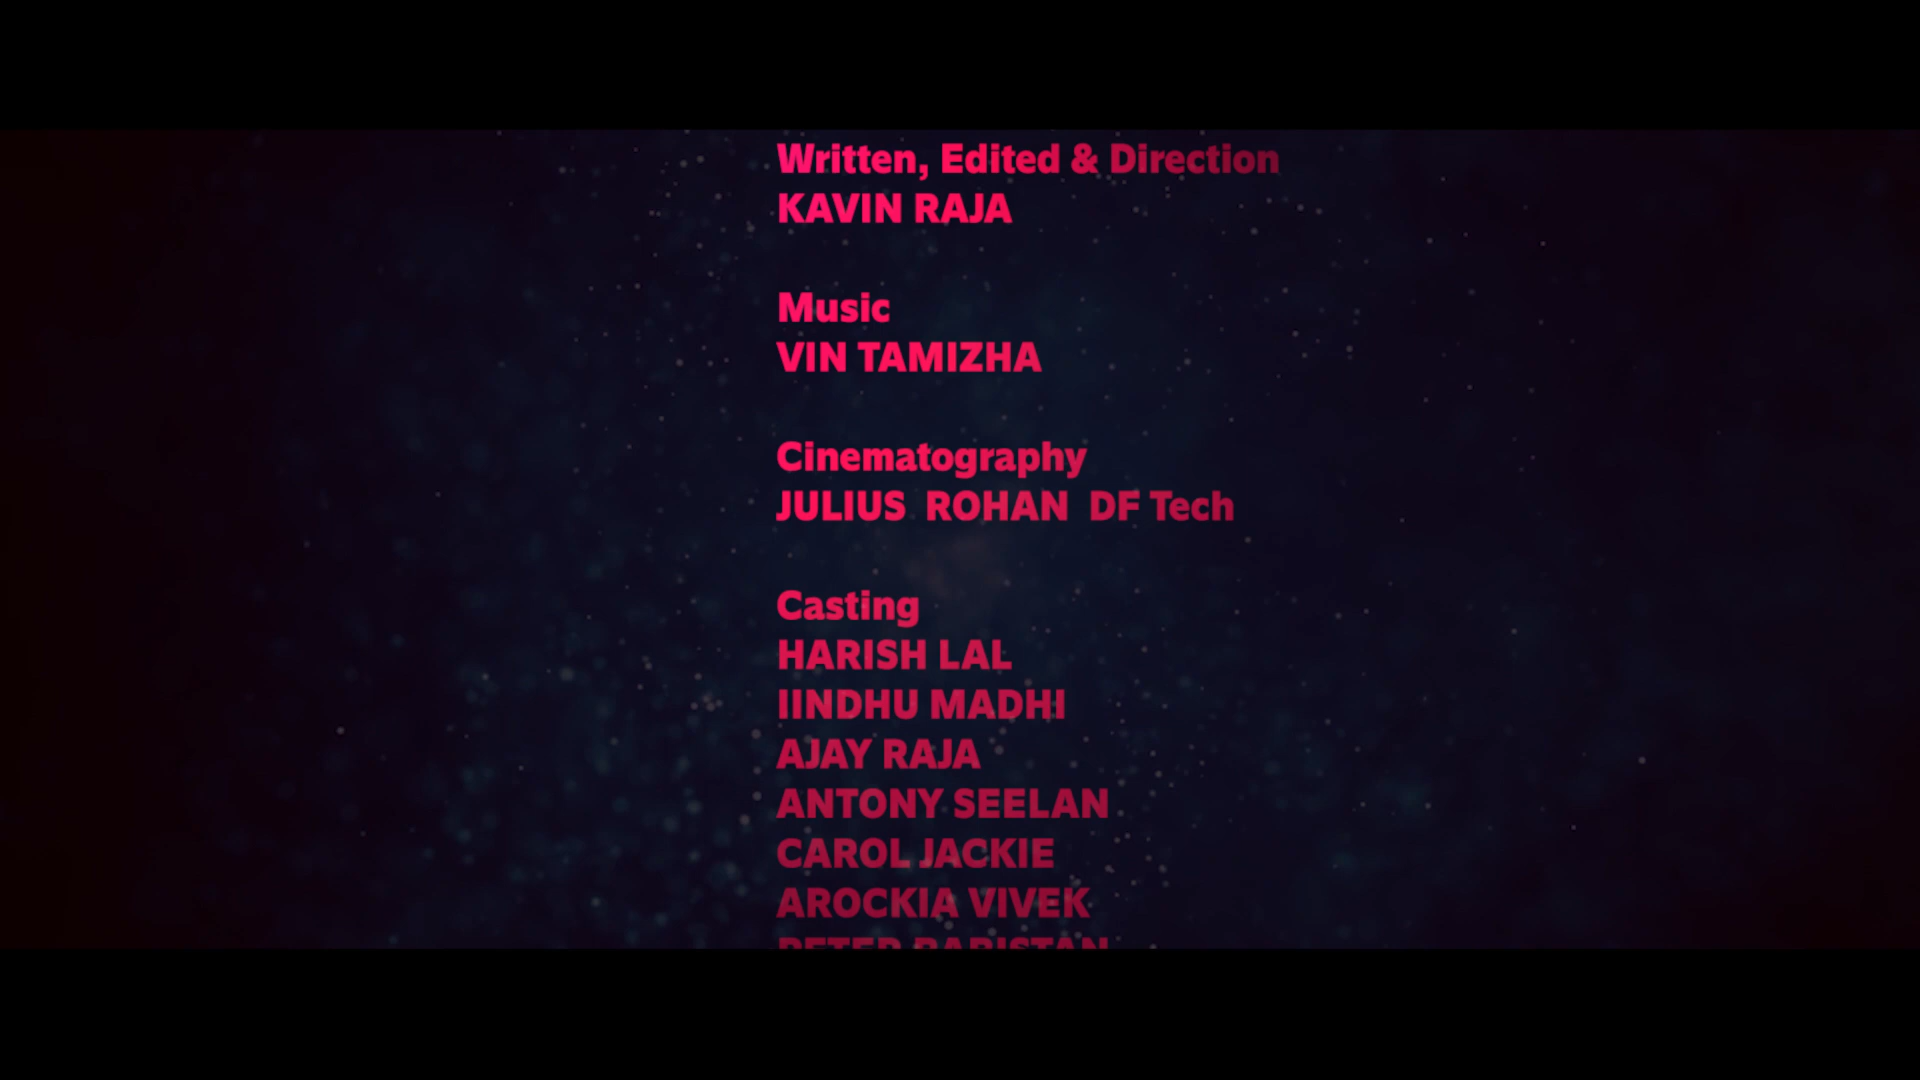 Written, Edited & Direction
KAVIN RAJA
Music
VIN TAMIZHA
Cinematography
JULIUS ROHAN DF Tech
Casting
HARISH LAL
IINDHU MADHI
AJAY RAJA
ANTONY SEELAN
CAROL JACKIE
AROCKIA VIVEK